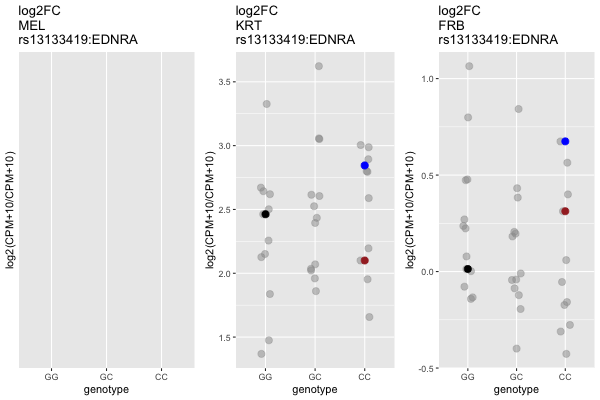 log2FC
MEL
rs13133419:EDNRA
log2(CPM+10/CPM+10)
GG GC CC
genotype
log2FC
KRT
rs13133419:EDNRA
log2(CPM+10/CPM+10)
3.5
3.0
2.5
2.0
1.5
GG GC CC
genotype
log2FC
FRB
rs13133419:EDNRA
log2(CPM+10/CPM+10)
1.0
0.5
0.0
-0.5
GG GC CC
genotype